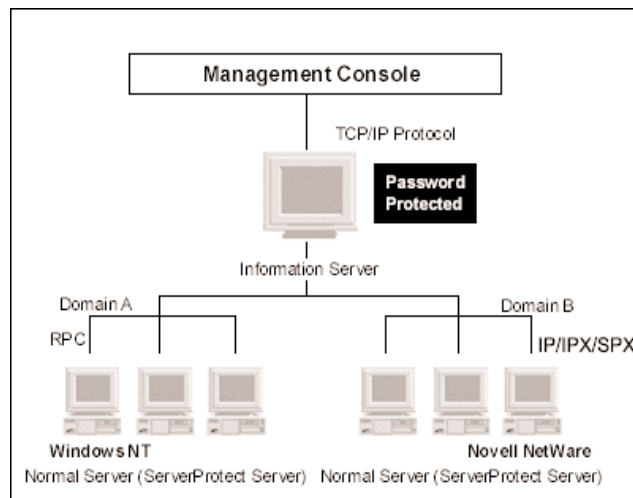 Management Console
TCP/IP Protocol
Password
Protected
Information Server
Domain A
Domain B
RPC
IP/IPX/SPX
Windows NT
Novell NetWare
Normal Server (ServerProtect Server)
Normal Server (ServerProtect Server)